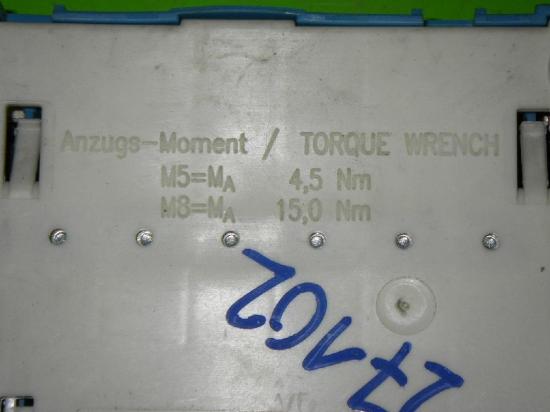 Anzugs-Moment / TORQUE WRENCH
M5=MA 4,5 Nm
M8=MA 15,0 Nm